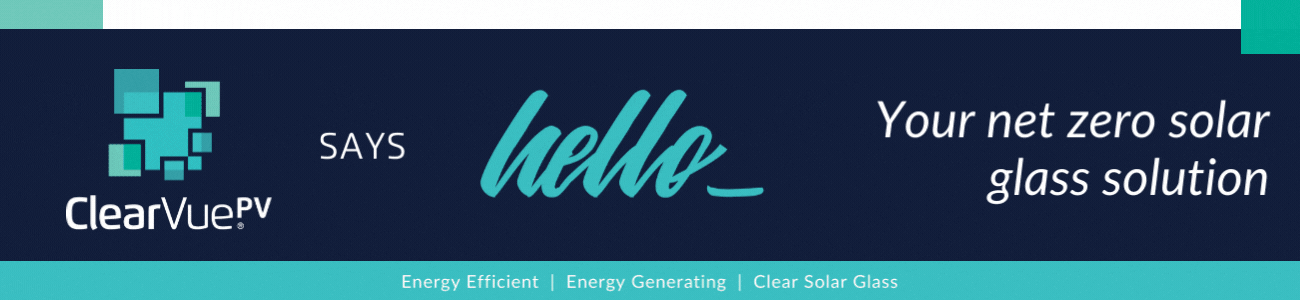 ClearVuePV®
SAYS
hello_
Your net zero solar
glass solution
Energy Efficient | Energy Generating | Clear Solar Glass